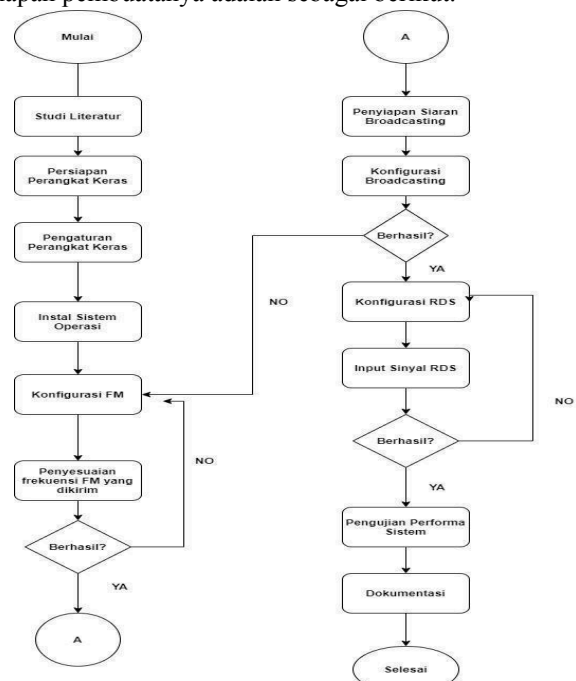 pembuatanya adalah sebagai berikut:
Mulai
Studi Literatur
Persiapan
Perangkat Keras
Pengaturan
Perangkat Keras
Instal Sistem
Operasi
Konfigurasi FM
NO
Penyesuaian
frekuensi FM yang
dikirim
Berhasil?
YA
A
A
Penyiapan Siaran
Broadcasting
Konfigurasi
Broadcasting
Berhasil?
YA
NO
Konfigurasi RDS
Input Sinyal RDS
NO
Berhasil?
YA
Pengujian Performa
Sistem
Dokumentasi
Selesai